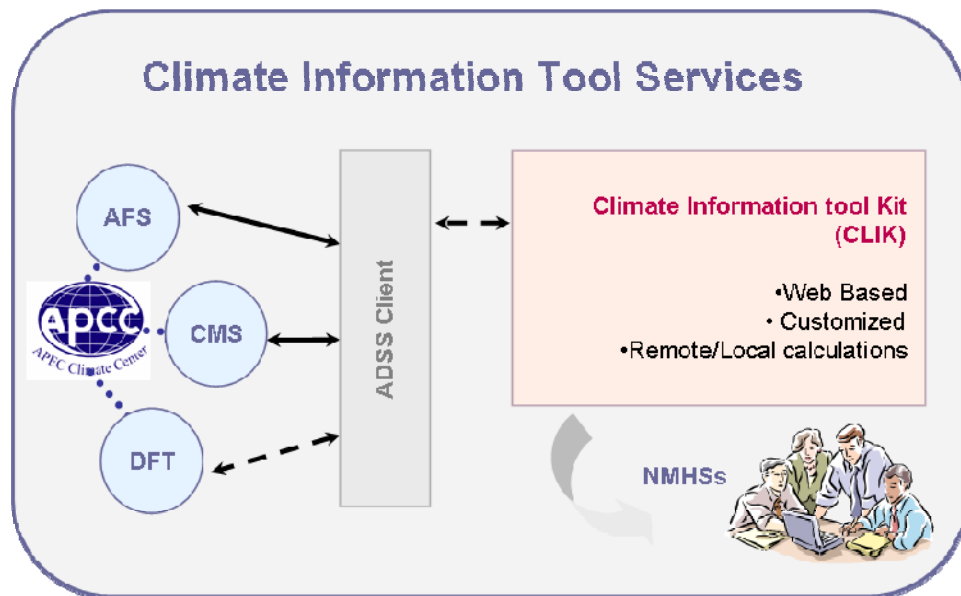 Climate Information Tool Services
AFS
APCC
APEC Climate Center
CMS
DFT
ADSS Client
Climate Information tool Kit
(CLIK)
•Web Based
• Customized
•Remote/Local calculations
NMHSs